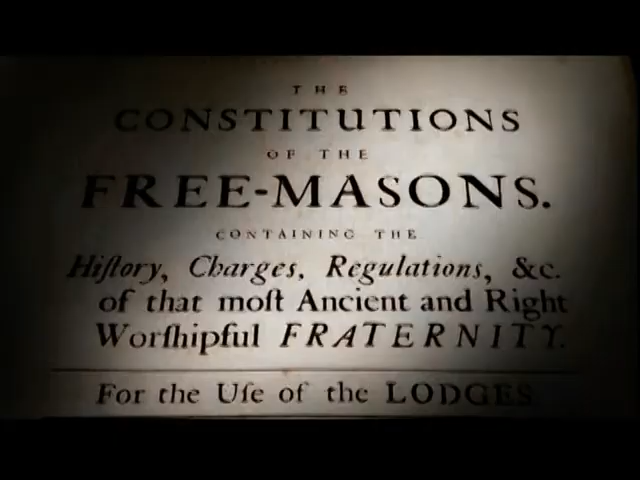 THE
CONSTITUTIONS
OF THE
FREE-MASONS.
CONTAINING THE
Hiſtory, Charges, Regulations, &c.
of that moſt Ancient and Right
Worſhipful FRATERNITY.
For the Uſe of the LODGES